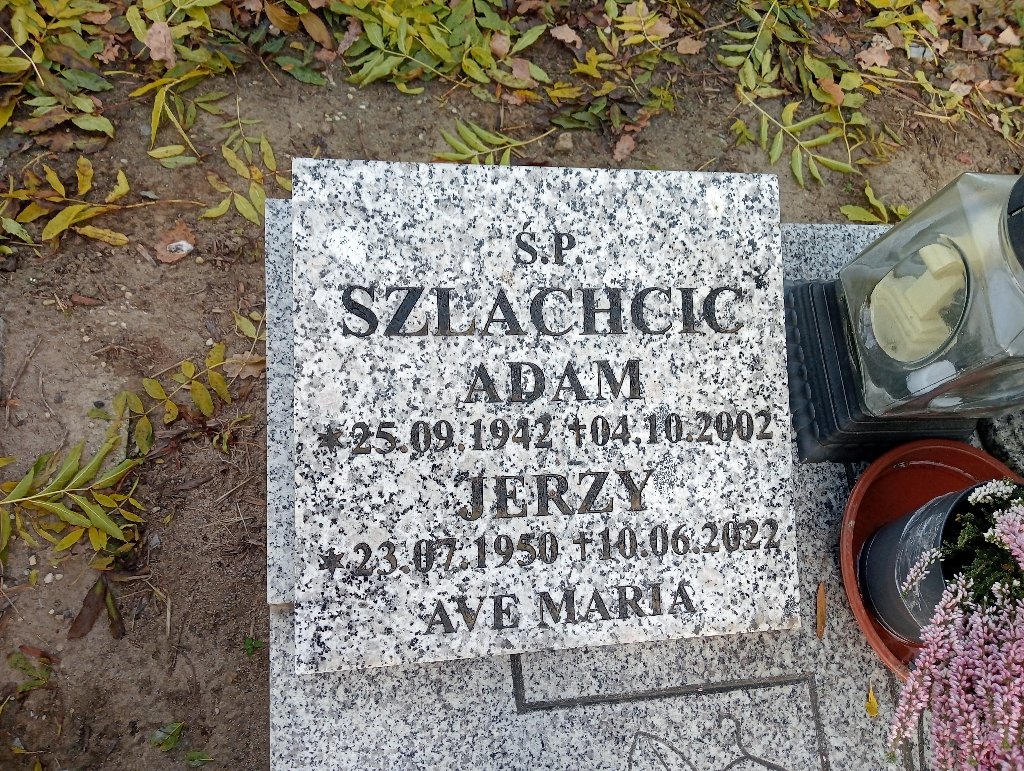 Ś.P.
SZLACHCIC
ADAM
*25.09.1942 †04.10.2002
JERZY
*23.07.1950 †10.06.2022
AVE MARIA